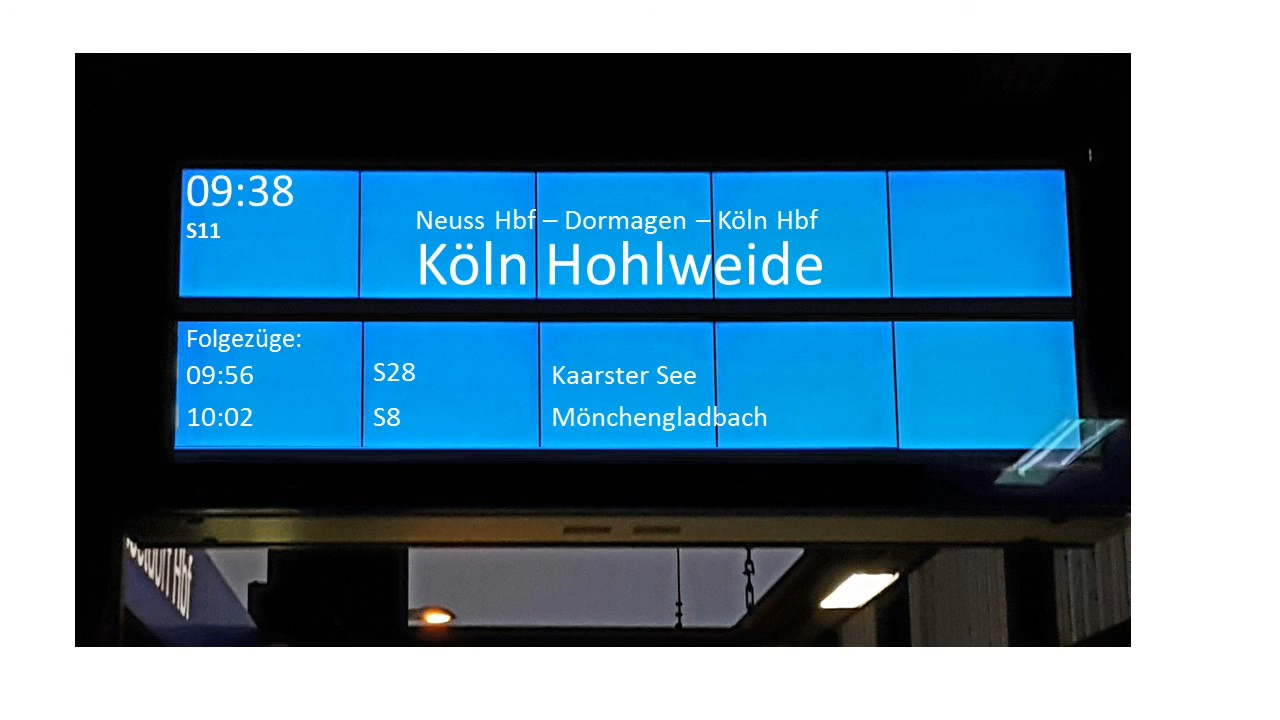 09:38
S11
Neuss Hbf – Dormagen – Köln Hbf
Köln Hohlweide
Folgezüge:
09:56 S28 Kaarster See
10:02 S8 Mönchengladbach
Hbf